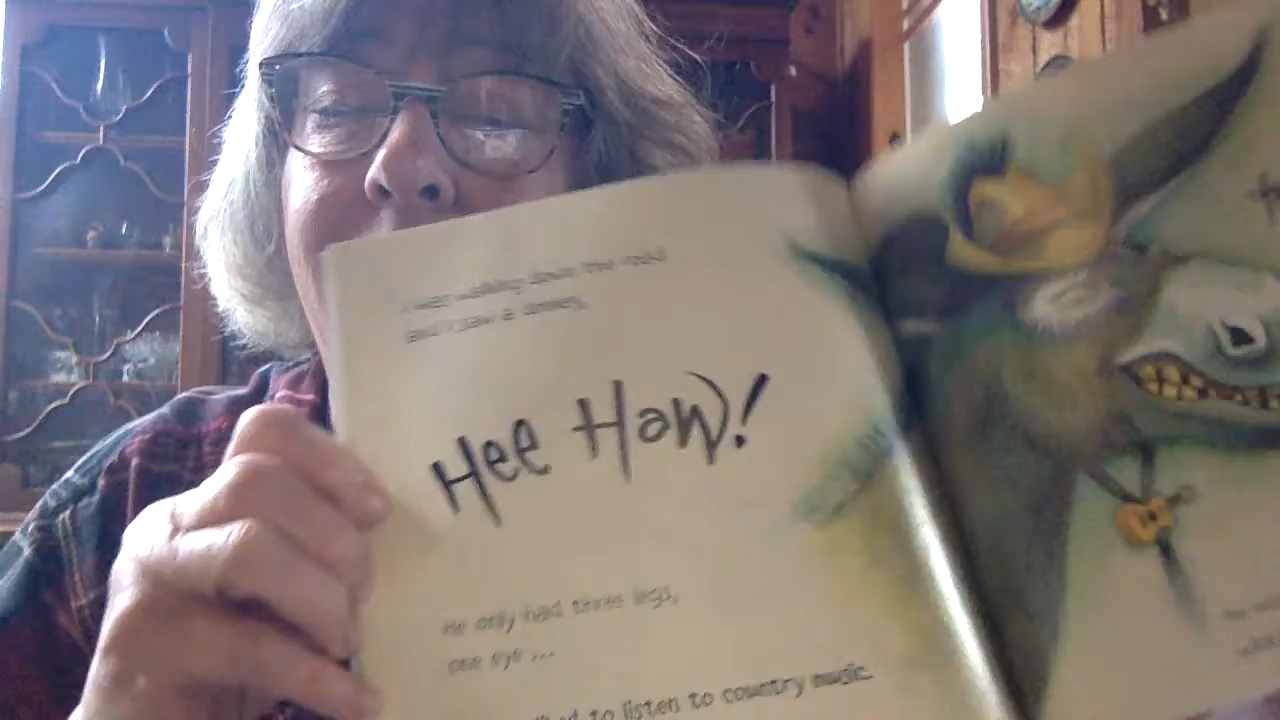 I was walking down the road
and I saw a donkey,
Hee Haw!
He only had three legs,
one eye ...
to listen to country music.